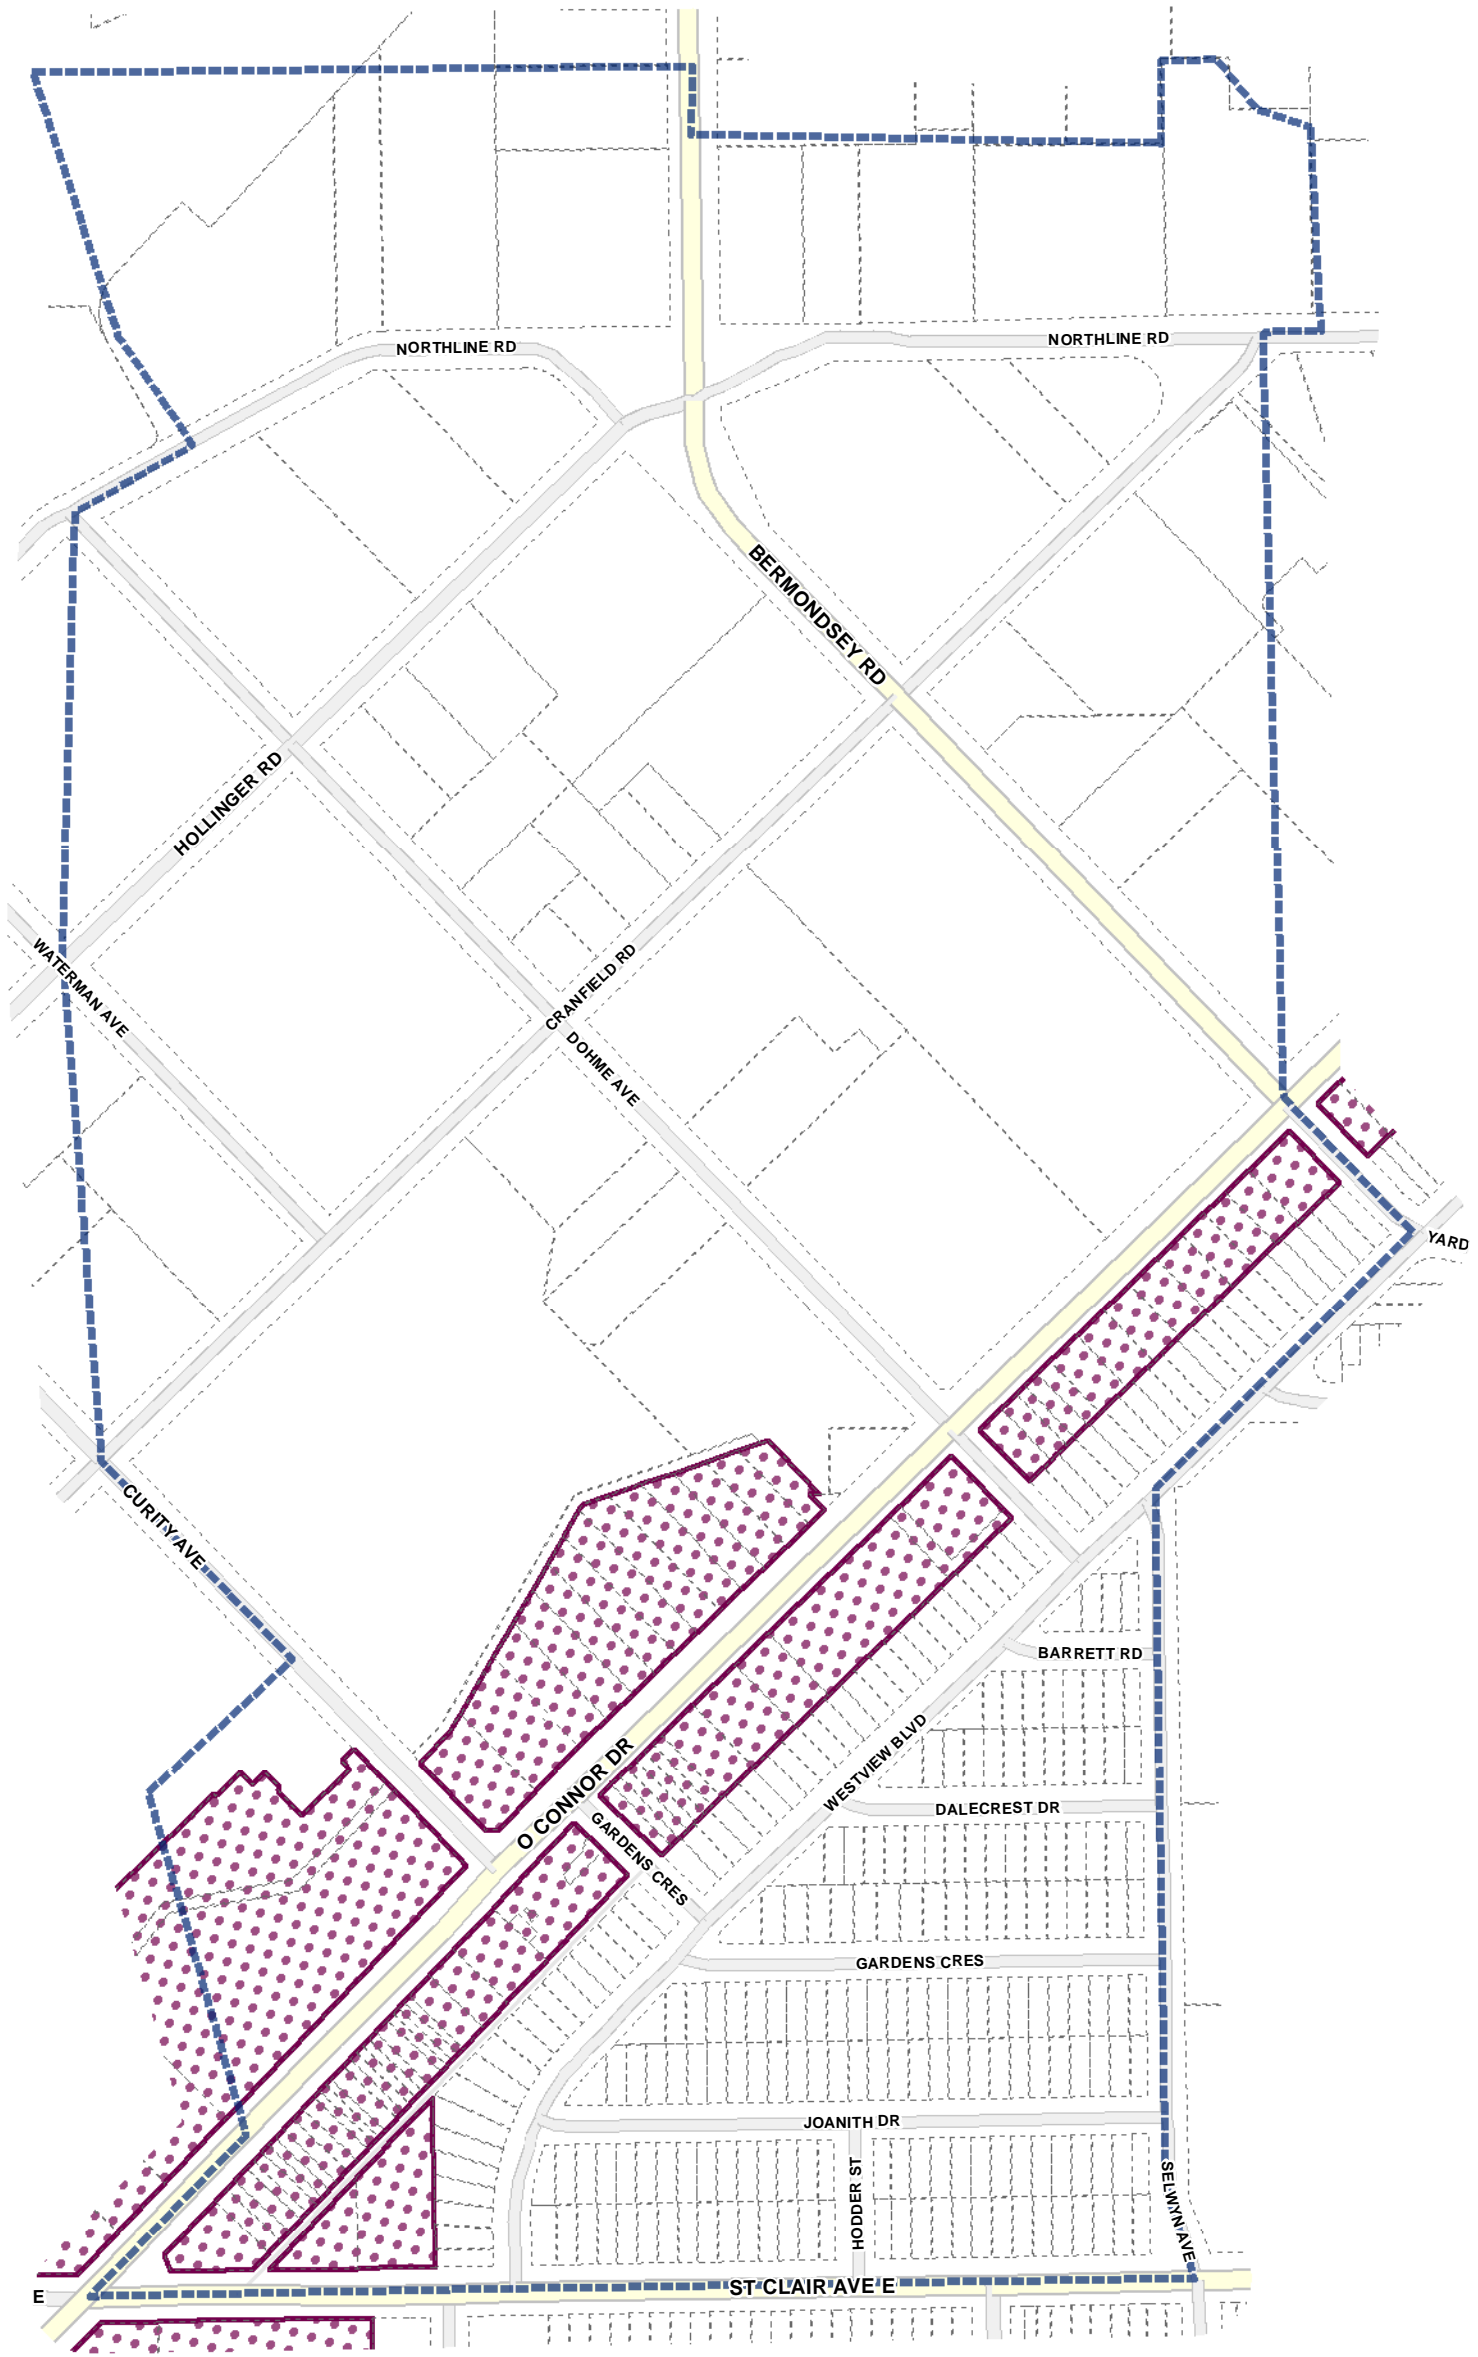 NORTHLINE RD
NORTHLINE RD
BERMONDSEY RD
HOLLINGER RD
WATERMAN AVE
CRANFIELD RD
DOHME AVE
YARD
CURITY AVE
BARRETT RD
WESTVIEW BLVD
O CONNOR DR
DALECREST DR
GARDENS CRES
GARDENS CRES
JOANITH DR
HODDER ST
SELWYN AVE
ST CLAIR AVE E
E